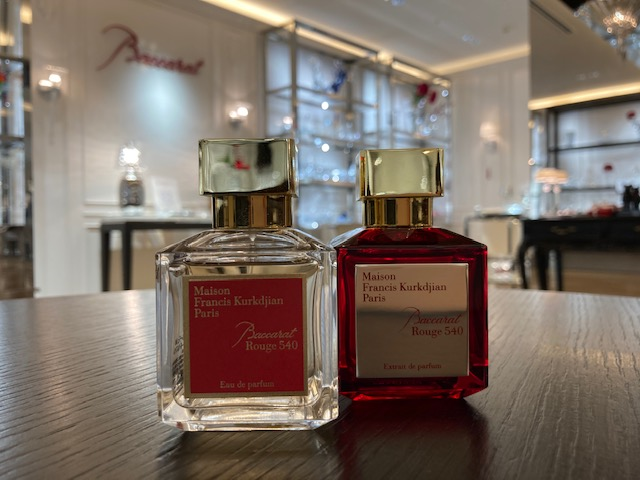 Baccarat
Maison
Francis Kurkdjian
Paris
Baccarat
Rouge 540
Eau de parfum
Maison
Francis Kurkdjian
Paris
Baccarat
Rouge 540
Extrait de parfum